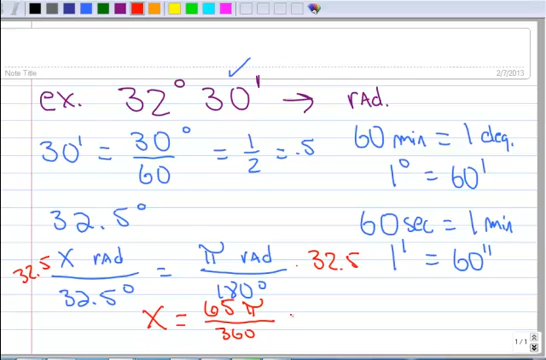 Note Title
2/7/2013
ex. 32° 30' → rad.
30' = 30°/60 = 1/2 = .5
60 min = 1 deg.
1° = 60'
32.5°
60 sec = 1 min
1' = 60"
32.5 x rad/32.5° = π rad/180° · 32.5
x = 65π/360
1/1